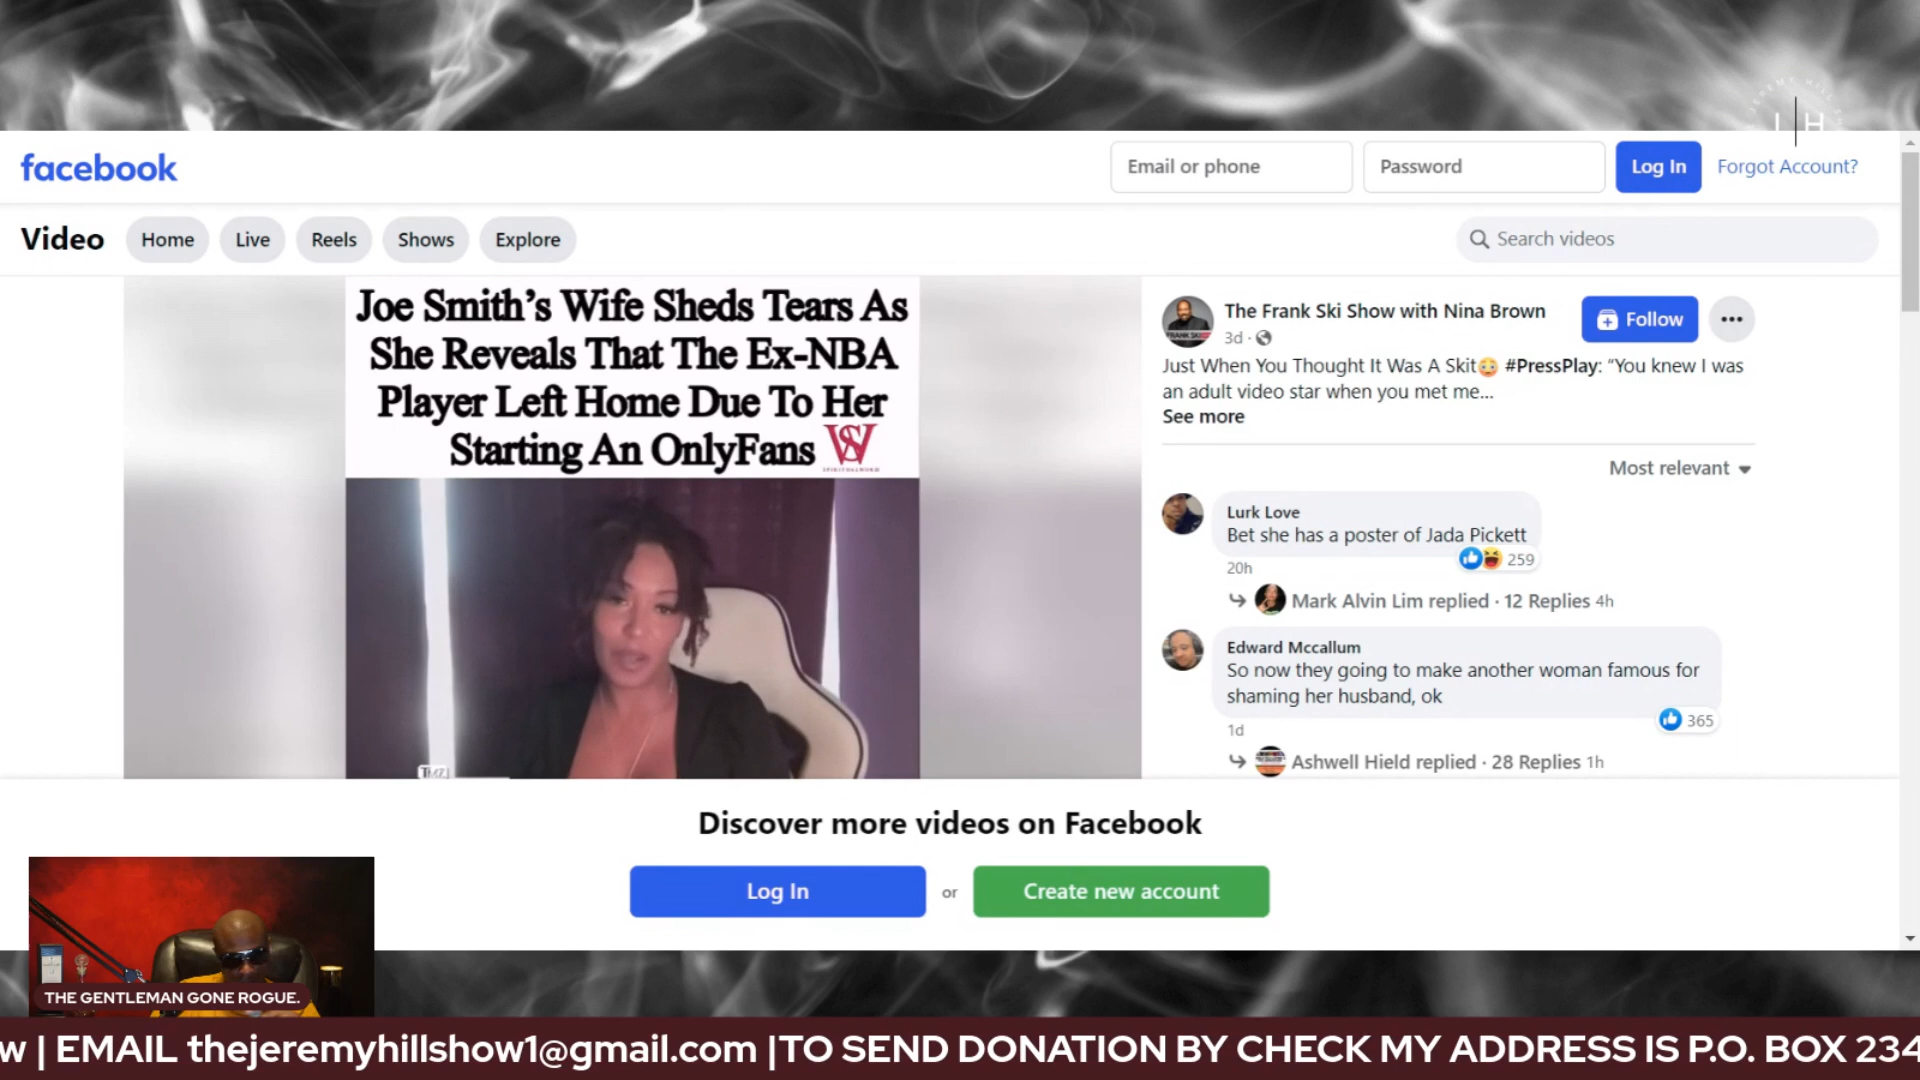 JEREMY HILL
J H
facebook
Email or phone
Password
Log In
Forgot Account?
Video
Home
Live
Reels
Shows
Explore
Search videos
Joe Smith’s Wife Sheds Tears As
She Reveals That The Ex-NBA
Player Left Home Due To Her
Starting An OnlyFans
TMZ
The Frank Ski Show with Nina Brown
3d ·
Follow
Just When You Thought It Was A Skit😳 #PressPlay: “You knew I was
an adult video star when you met me...
See more
Most relevant
Lurk Love
Bet she has a poster of Jada Pickett
259
20h
Mark Alvin Lim replied · 12 Replies 4h
Edward Mccallum
So now they going to make another woman famous for
shaming her husband, ok
365
1d
Ashwell Hield replied · 28 Replies 1h
Discover more videos on Facebook
Log In
or
Create new account
THE GENTLEMAN GONE ROGUE.
w | EMAIL thejeremyhillshow1@gmail.com |TO SEND DONATION BY CHECK MY ADDRESS IS P.O. BOX 234